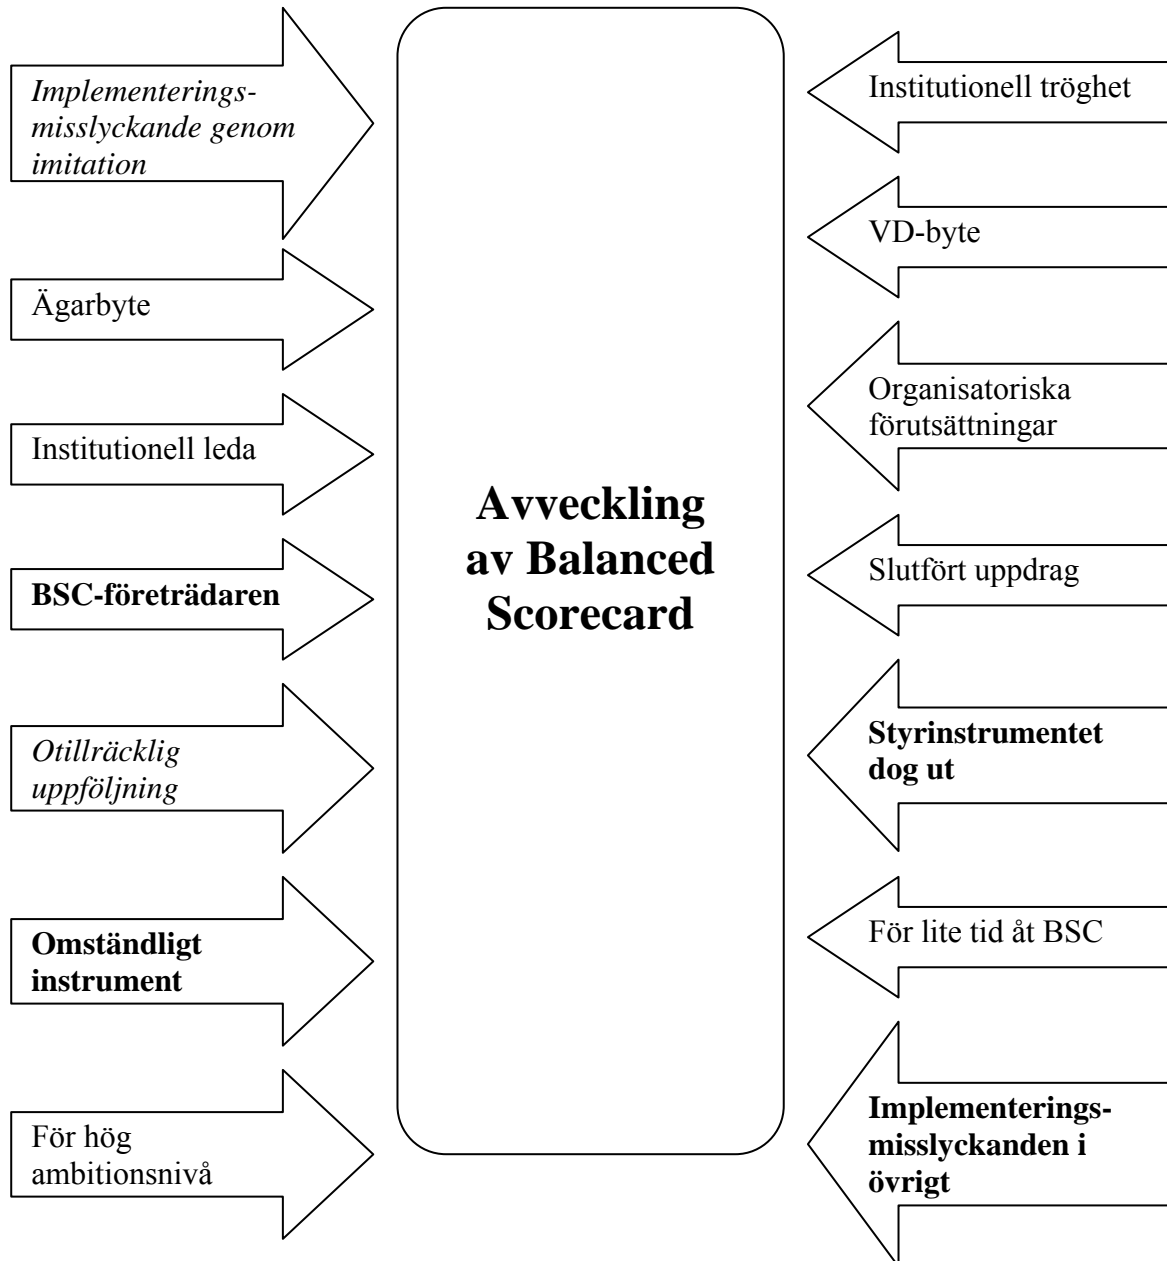 Implementerings-
misslyckande genom
imitation
Ägarbyte
Institutionell leda
BSC-företrädaren
Otillräcklig
uppföljning
Omständligt
instrument
För hög
ambitionsnivå
Avveckling
av Balanced
Scorecard
Institutionell tröghet
VD-byte
Organisatoriska
förutsättningar
Slutfört uppdrag
Styrinstrumentet
dog ut
För lite tid åt BSC
Implementerings-
misslyckanden i
övrigt